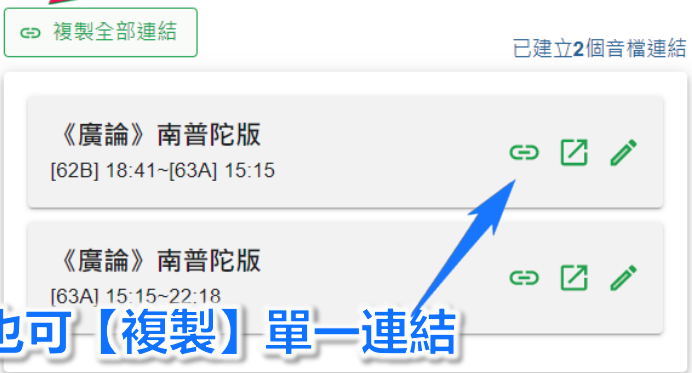 複製全部連結
已建立2個音檔連結
《廣論》南普陀版
[62B] 18:41~[63A] 15:15
《廣論》南普陀版
[63A] 15:15~22:18
也可【複製】單一連結